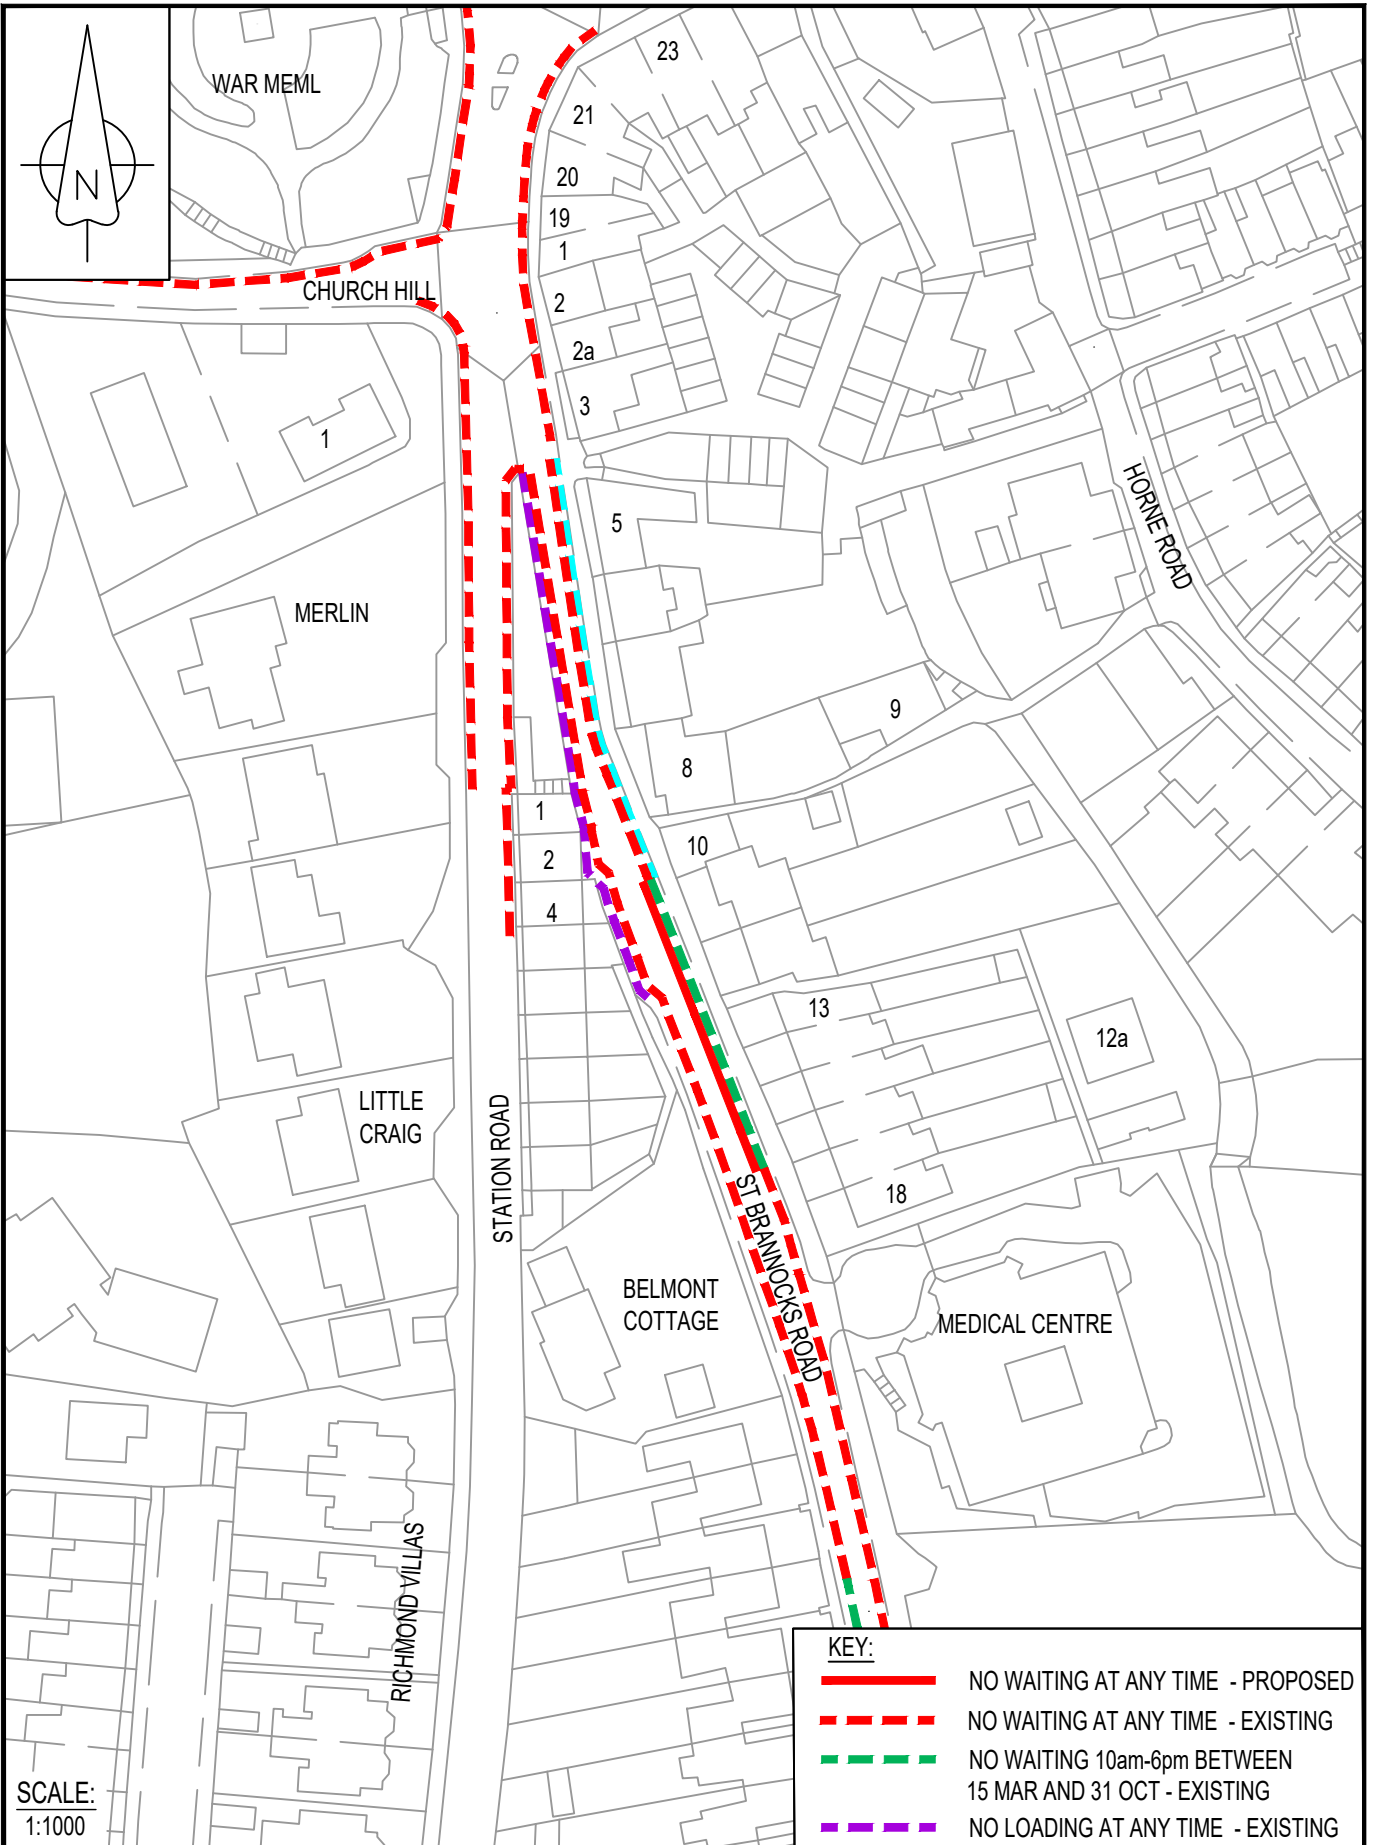 WAR MEML
N
23
21
20
19
1
CHURCH HILL
2
2a
3
1
5
HORNE ROAD
MERLIN
9
8
1
10
2
4
13
12a
LITTLE
CRAIG
STATION ROAD
18
ST BRANNOCKS ROAD
BELMONT
COTTAGE
MEDICAL CENTRE
RICHMOND VILLAS
KEY:
NO WAITING AT ANY TIME - PROPOSED
NO WAITING AT ANY TIME - EXISTING
NO WAITING 10am-6pm BETWEEN
15 MAR AND 31 OCT - EXISTING
NO LOADING AT ANY TIME - EXISTING
SCALE:
1:1000